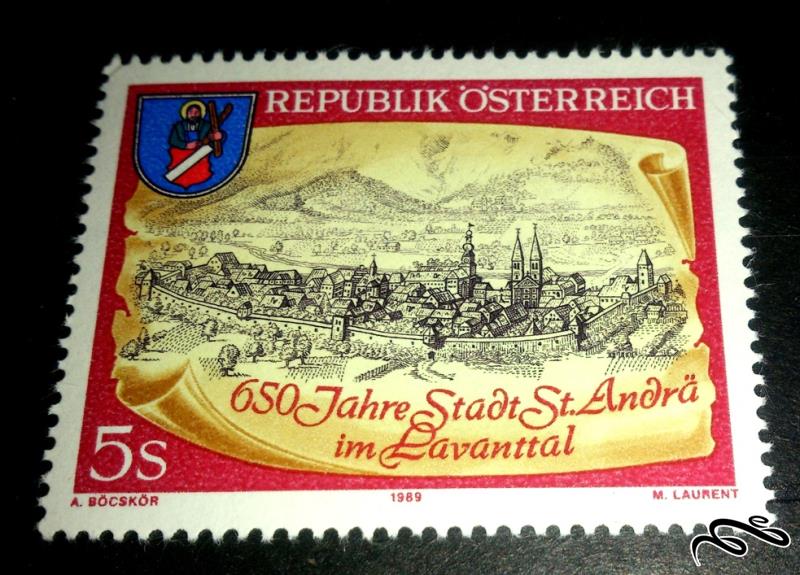 REPUBLIK ÖSTERREICH
650 Jahre Stadt St. Andrä
im Lavanttal
5s
A. BÖCSKÖR 1989 M. LAURENT